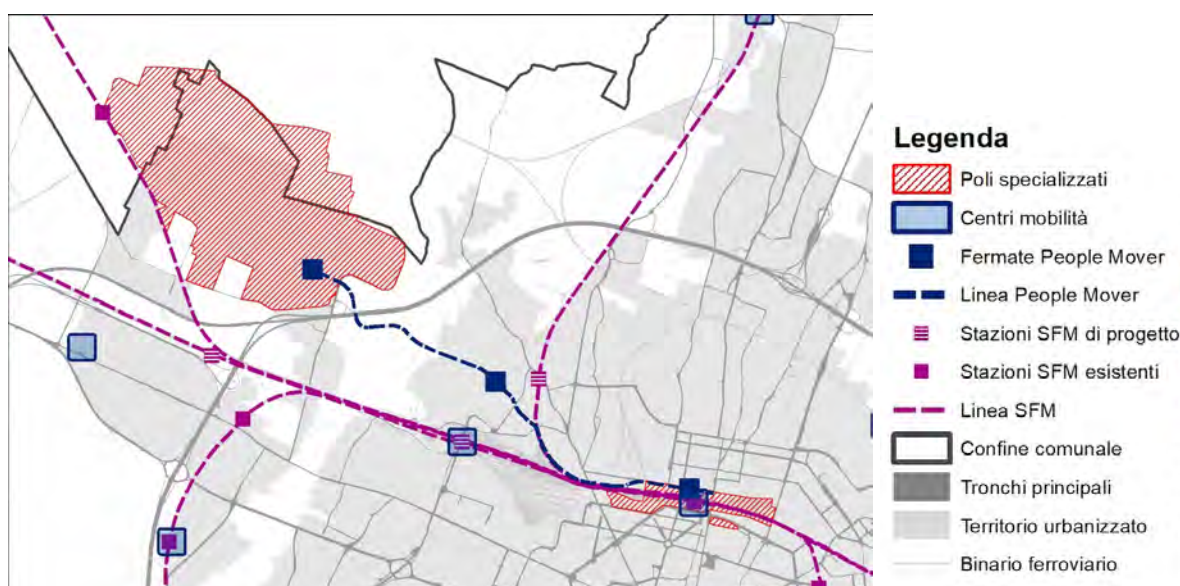 Legenda
Poli specializzati
Centri mobilità
Fermate People Mover
Linea People Mover
Stazioni SFM di progetto
Stazioni SFM esistenti
Linea SFM
Confine comunale
Tronchi principali
Territorio urbanizzato
Binario ferroviario